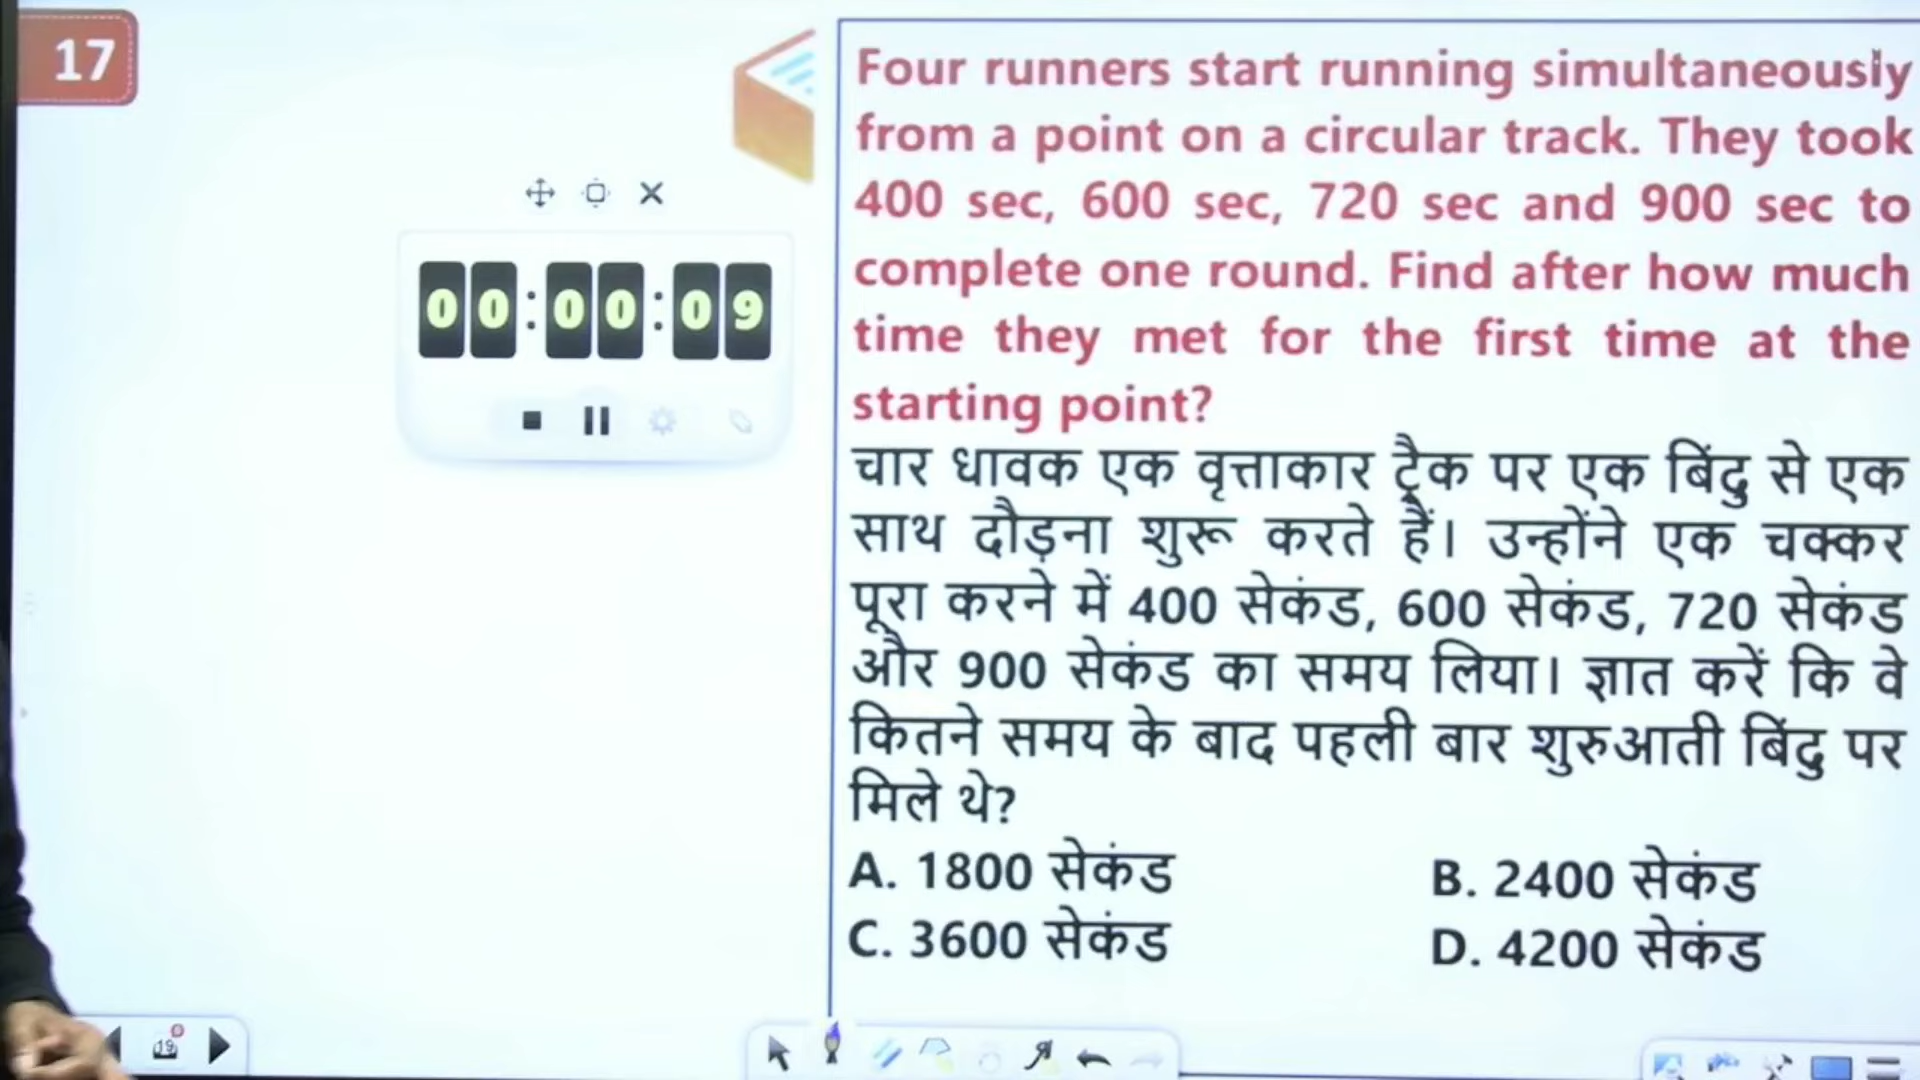 17
Four runners start running simultaneously
from a point on a circular track. They took
400 sec, 600 sec, 720 sec and 900 sec to
complete one round. Find after how much
time they met for the first time at the
starting point?
00:00:09
चार धावक एक वृत्ताकार ट्रैक पर एक बिंदु से एक
साथ दौड़ना शुरू करते हैं। उन्होंने एक चक्कर
पूरा करने में 400 सेकंड, 600 सेकंड, 720 सेकंड
और 900 सेकंड का समय लिया। ज्ञात करें कि वे
कितने समय के बाद पहली बार शुरुआती बिंदु पर
मिले थे?
A. 1800 सेकंड
B. 2400 सेकंड
C. 3600 सेकंड
D. 4200 सेकंड
19